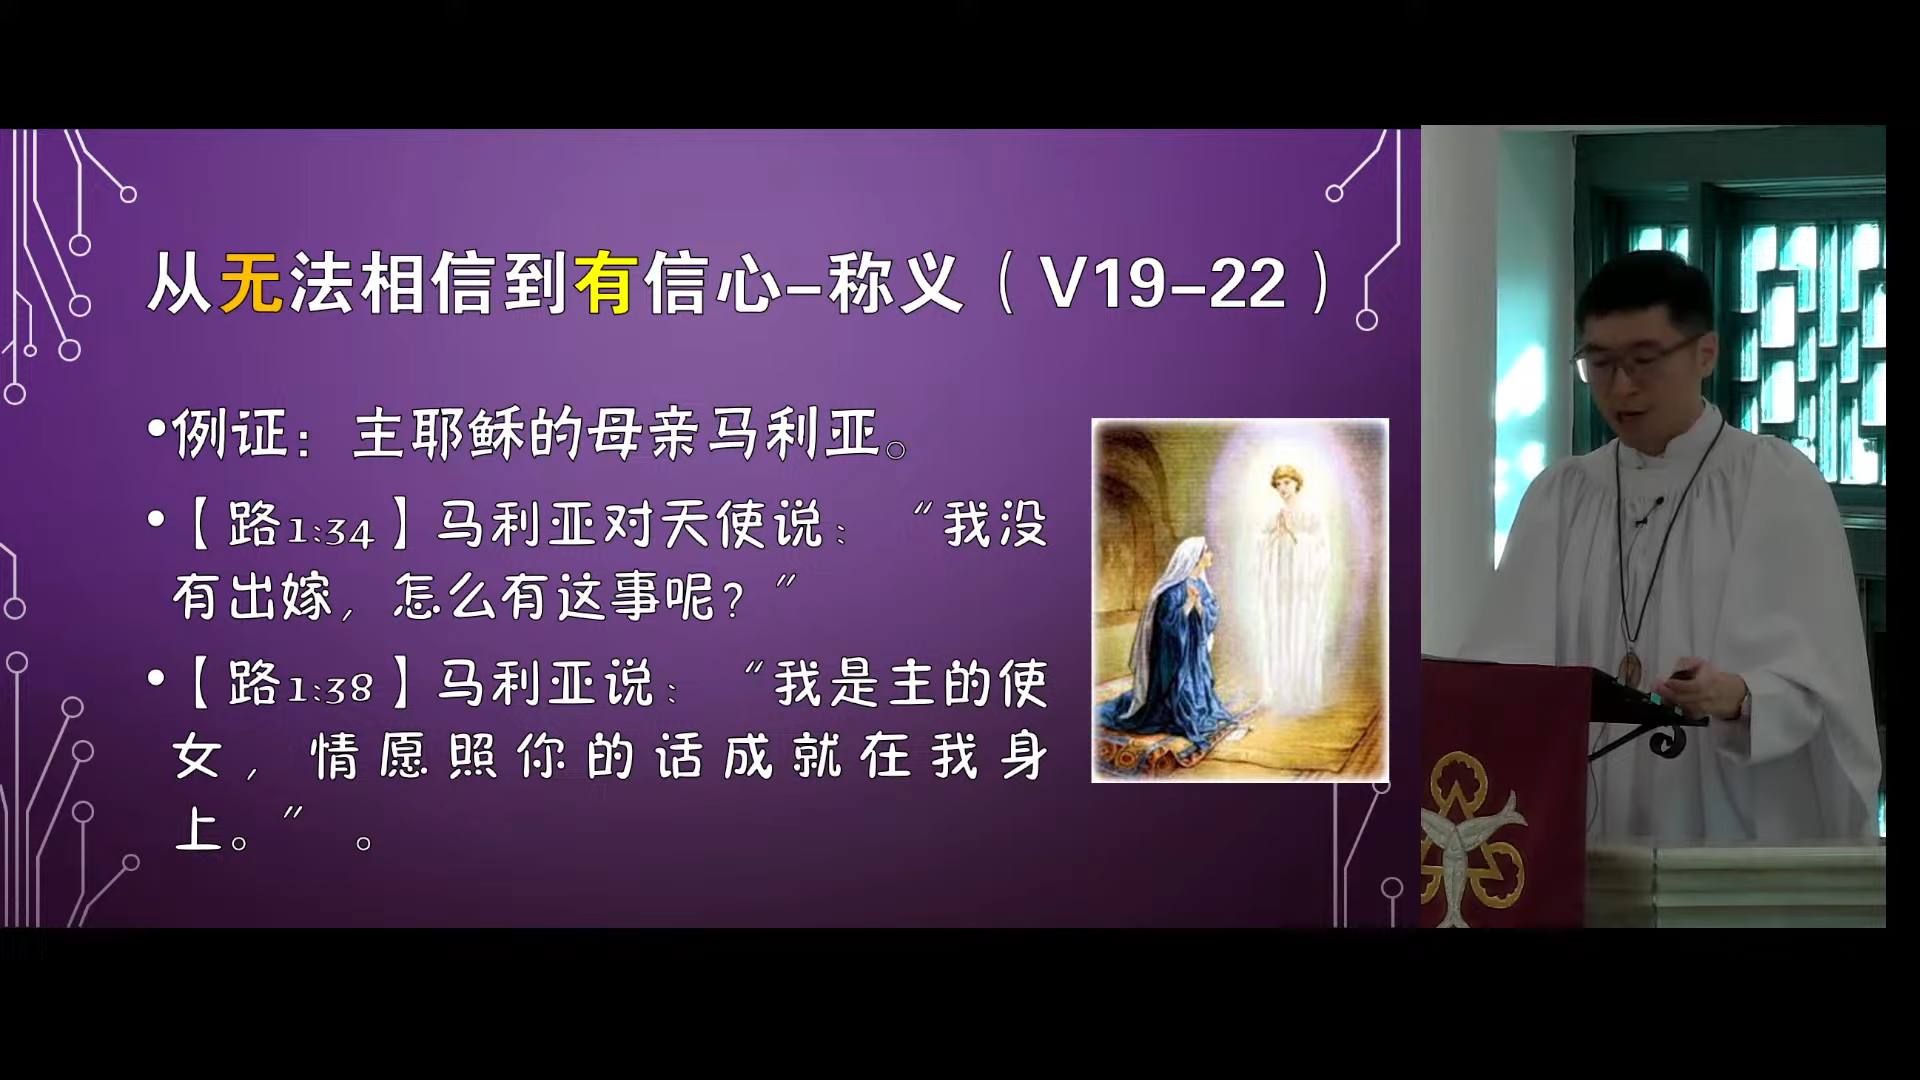 从无法相信到有信心-称义（V19-22）
•例证：主耶稣的母亲马利亚。
•【路1:34】马利亚对天使说：“我没
有出嫁，怎么有这事呢？”
•【路1:38】马利亚说：“我是主的使
女，情愿照你的话成就在我身
上。” 。